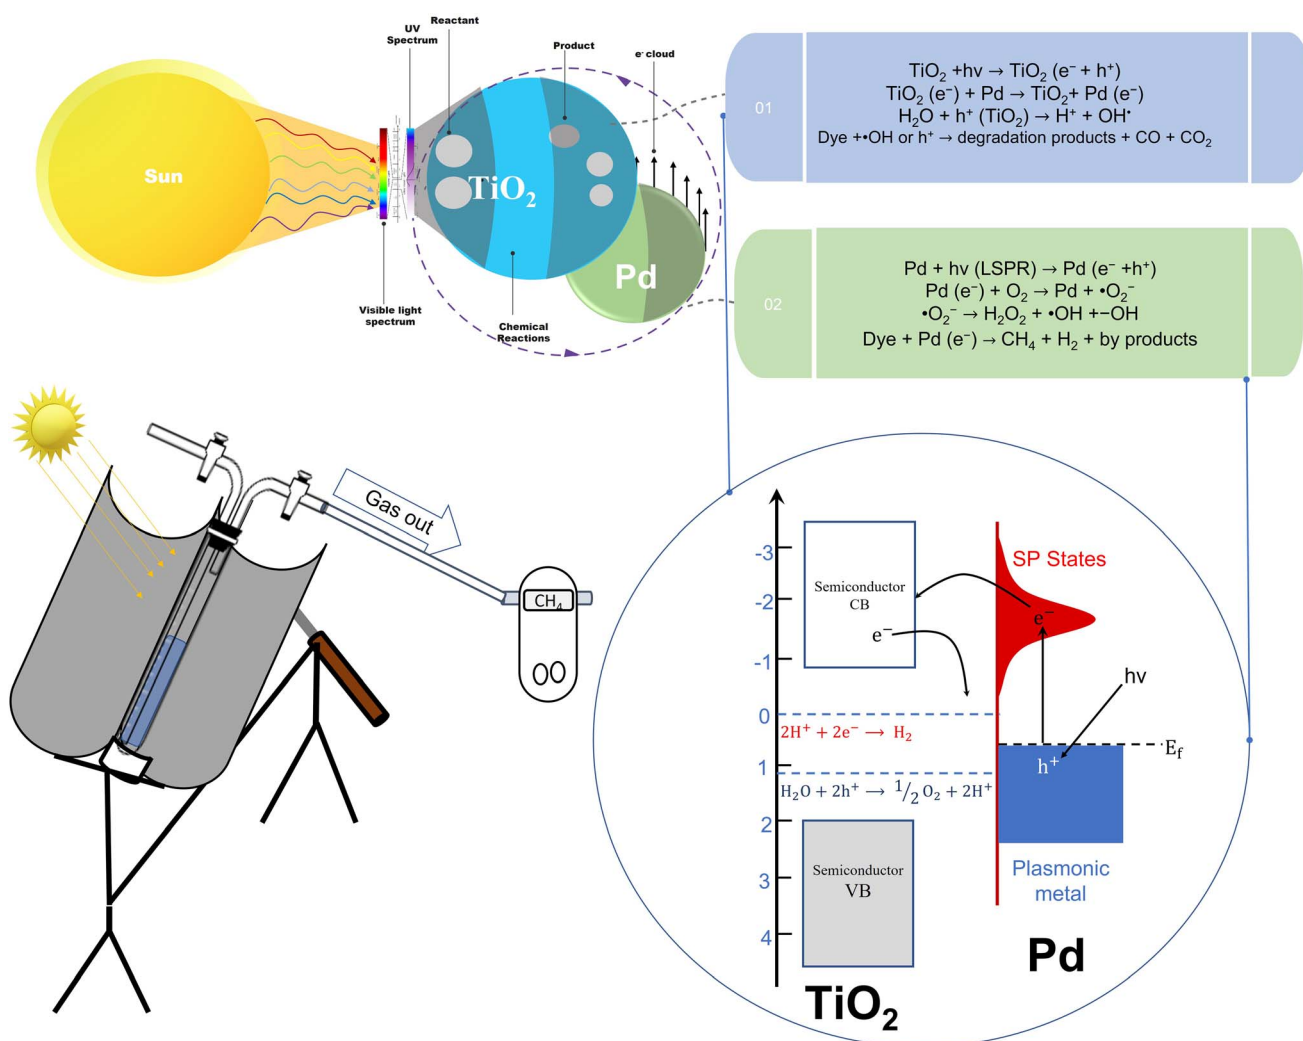 Reactant
UV
Spectrum
Product
e⁻ cloud
Sun
TiO₂
Pd
Visible light
spectrum
Chemical
Reactions
01
TiO₂ +hv → TiO₂ (e⁻ + h⁺)
TiO₂ (e⁻) + Pd → TiO₂+ Pd (e⁻)
H₂O + h⁺ (TiO₂) → H⁺ + OH•
Dye +•OH or h⁺ → degradation products + CO + CO₂
02
Pd + hv (LSPR) → Pd (e⁻ +h⁺)
Pd (e⁻) + O₂ → Pd + •O₂⁻
•O₂⁻ → H₂O₂ + •OH +−OH
Dye + Pd (e⁻) → CH₄ + H₂ + by products
Gas out
CH₄
-3
-2
-1
0
1
2
3
4
Semiconductor
CB
e⁻
SP States
e⁻
hv
2H⁺ + 2e⁻ → H₂
E_f
h⁺
H₂O + 2h⁺ → 1/2 O₂ + 2H⁺
Semiconductor
VB
Plasmonic
metal
Pd
TiO₂